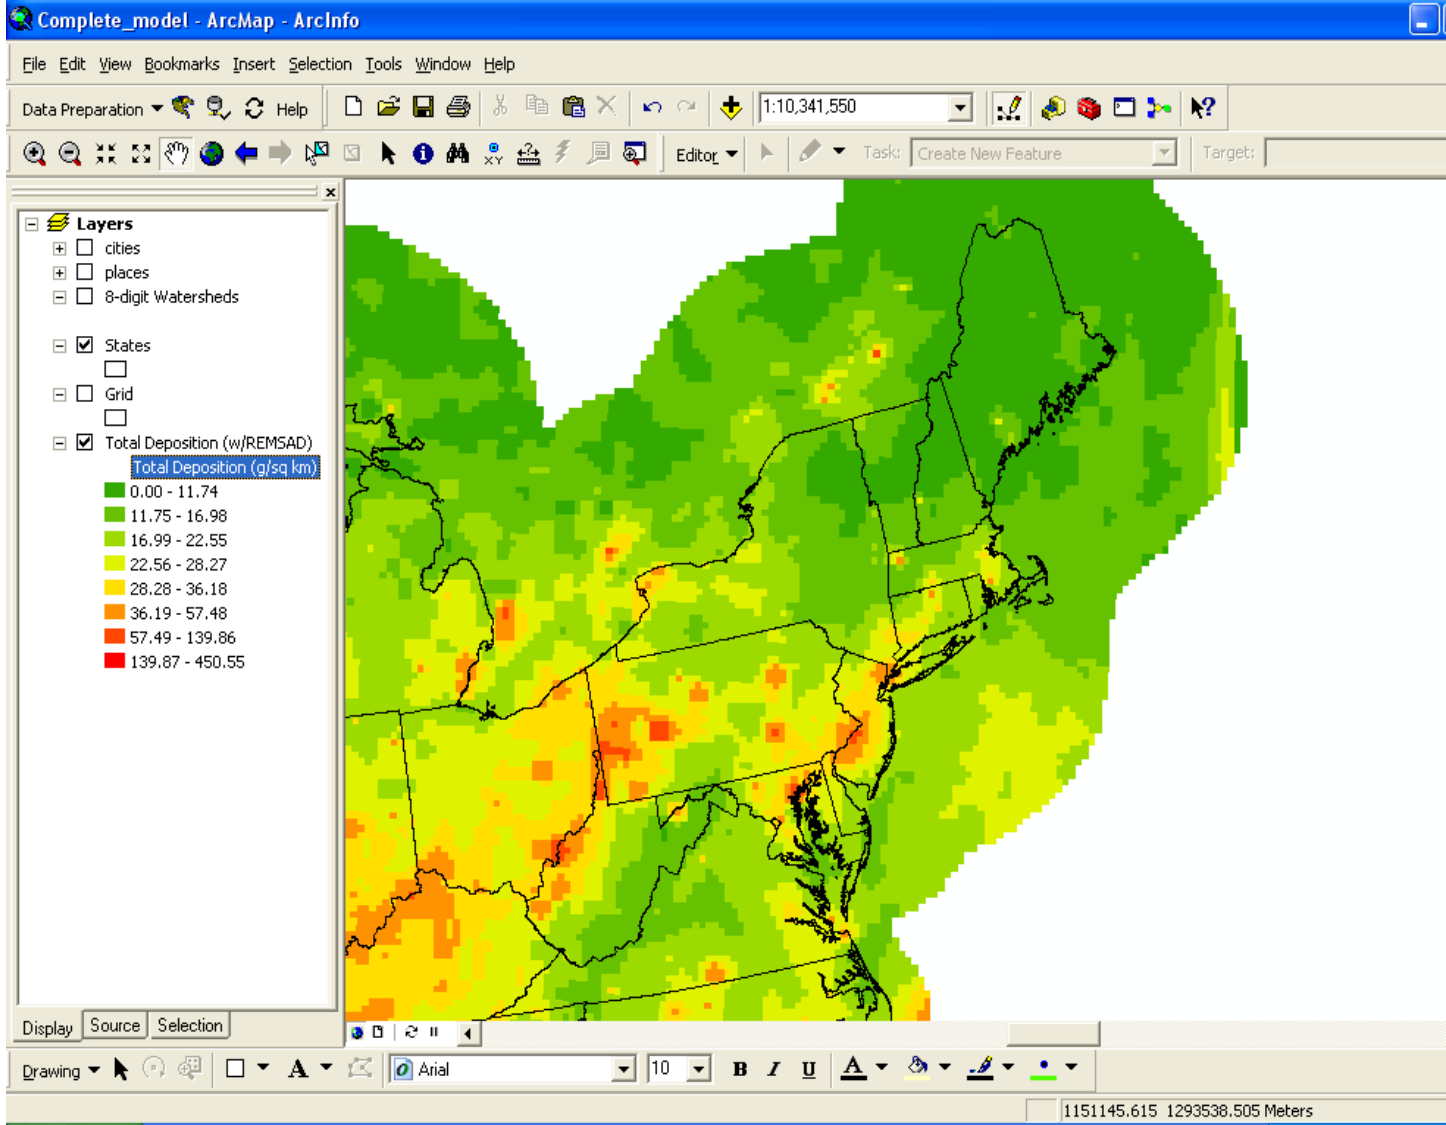 Complete_model - ArcMap - ArcInfo
File Edit View Bookmarks Insert Selection Tools Window Help
Data Preparation Help 1:10,341,550
Editor Task: Create New Feature Target:
Layers
cities
places
8-digit Watersheds
States
Grid
Total Deposition (w/REMSAD)
Total Deposition (g/sq km)
0.00 - 11.74
11.75 - 16.98
16.99 - 22.55
22.56 - 28.27
28.28 - 36.18
36.19 - 57.48
57.49 - 139.86
139.87 - 450.55
Display Source Selection
Drawing A Arial 10 B I U A
1151145.615 1293538.505 Meters